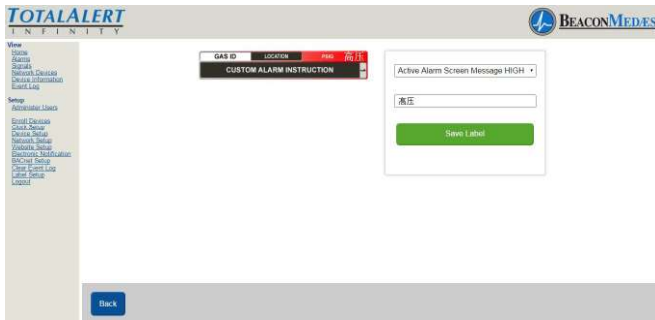 TOTALALERT
INFINITY
BEACONMEDÆS
View
Home
Alarms
Signals
Network Devices
Device Information
Event Log
Setup
Administer Users
Enroll Devices
Clock Setup
Device Setup
Network Setup
Website Setup
Electronic Notification
BACnet Setup
Clear Event Log
Label Setup
Logout
GAS ID
LOCATION
高压
CUSTOM ALARM INSTRUCTION
Active Alarm Screen Message HIGH
高压
Save Label
Back